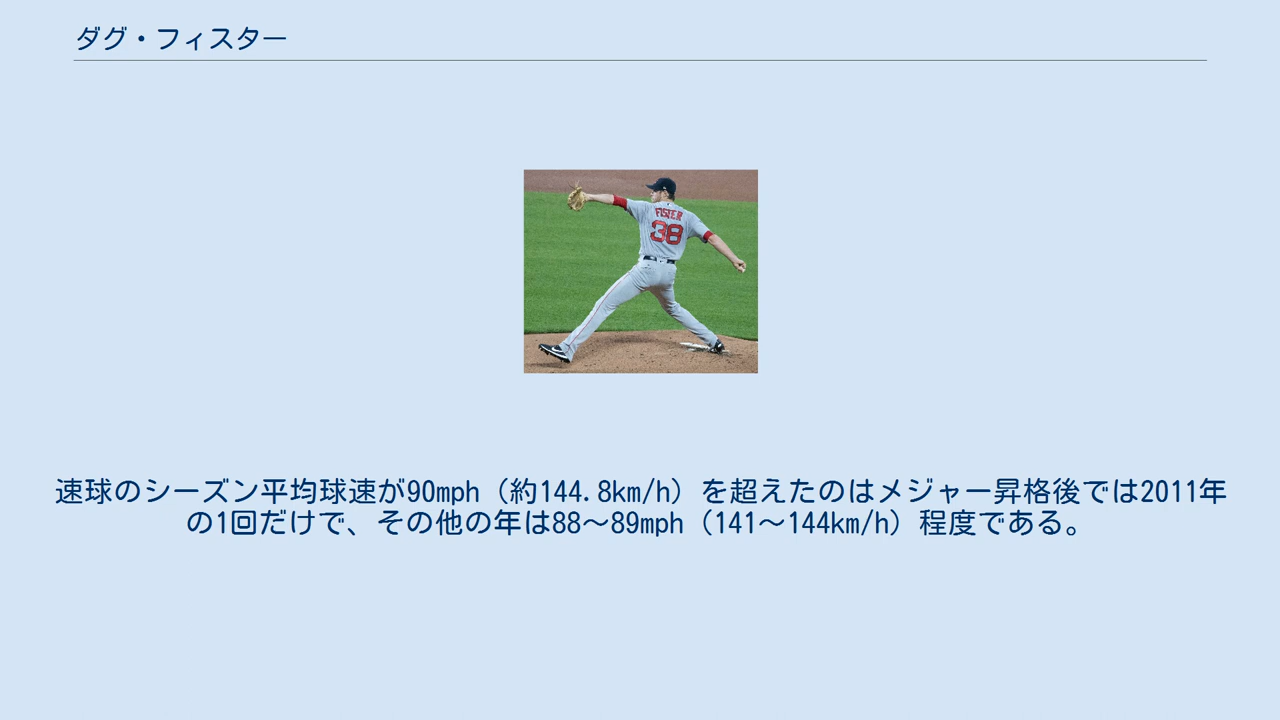 ダグ・フィスター
FISTER
38
速球のシーズン平均球速が90mph（約144.8km/h）を超えたのはメジャー昇格後では2011年
の1回だけで、その他の年は88〜89mph（141〜144km/h）程度である。